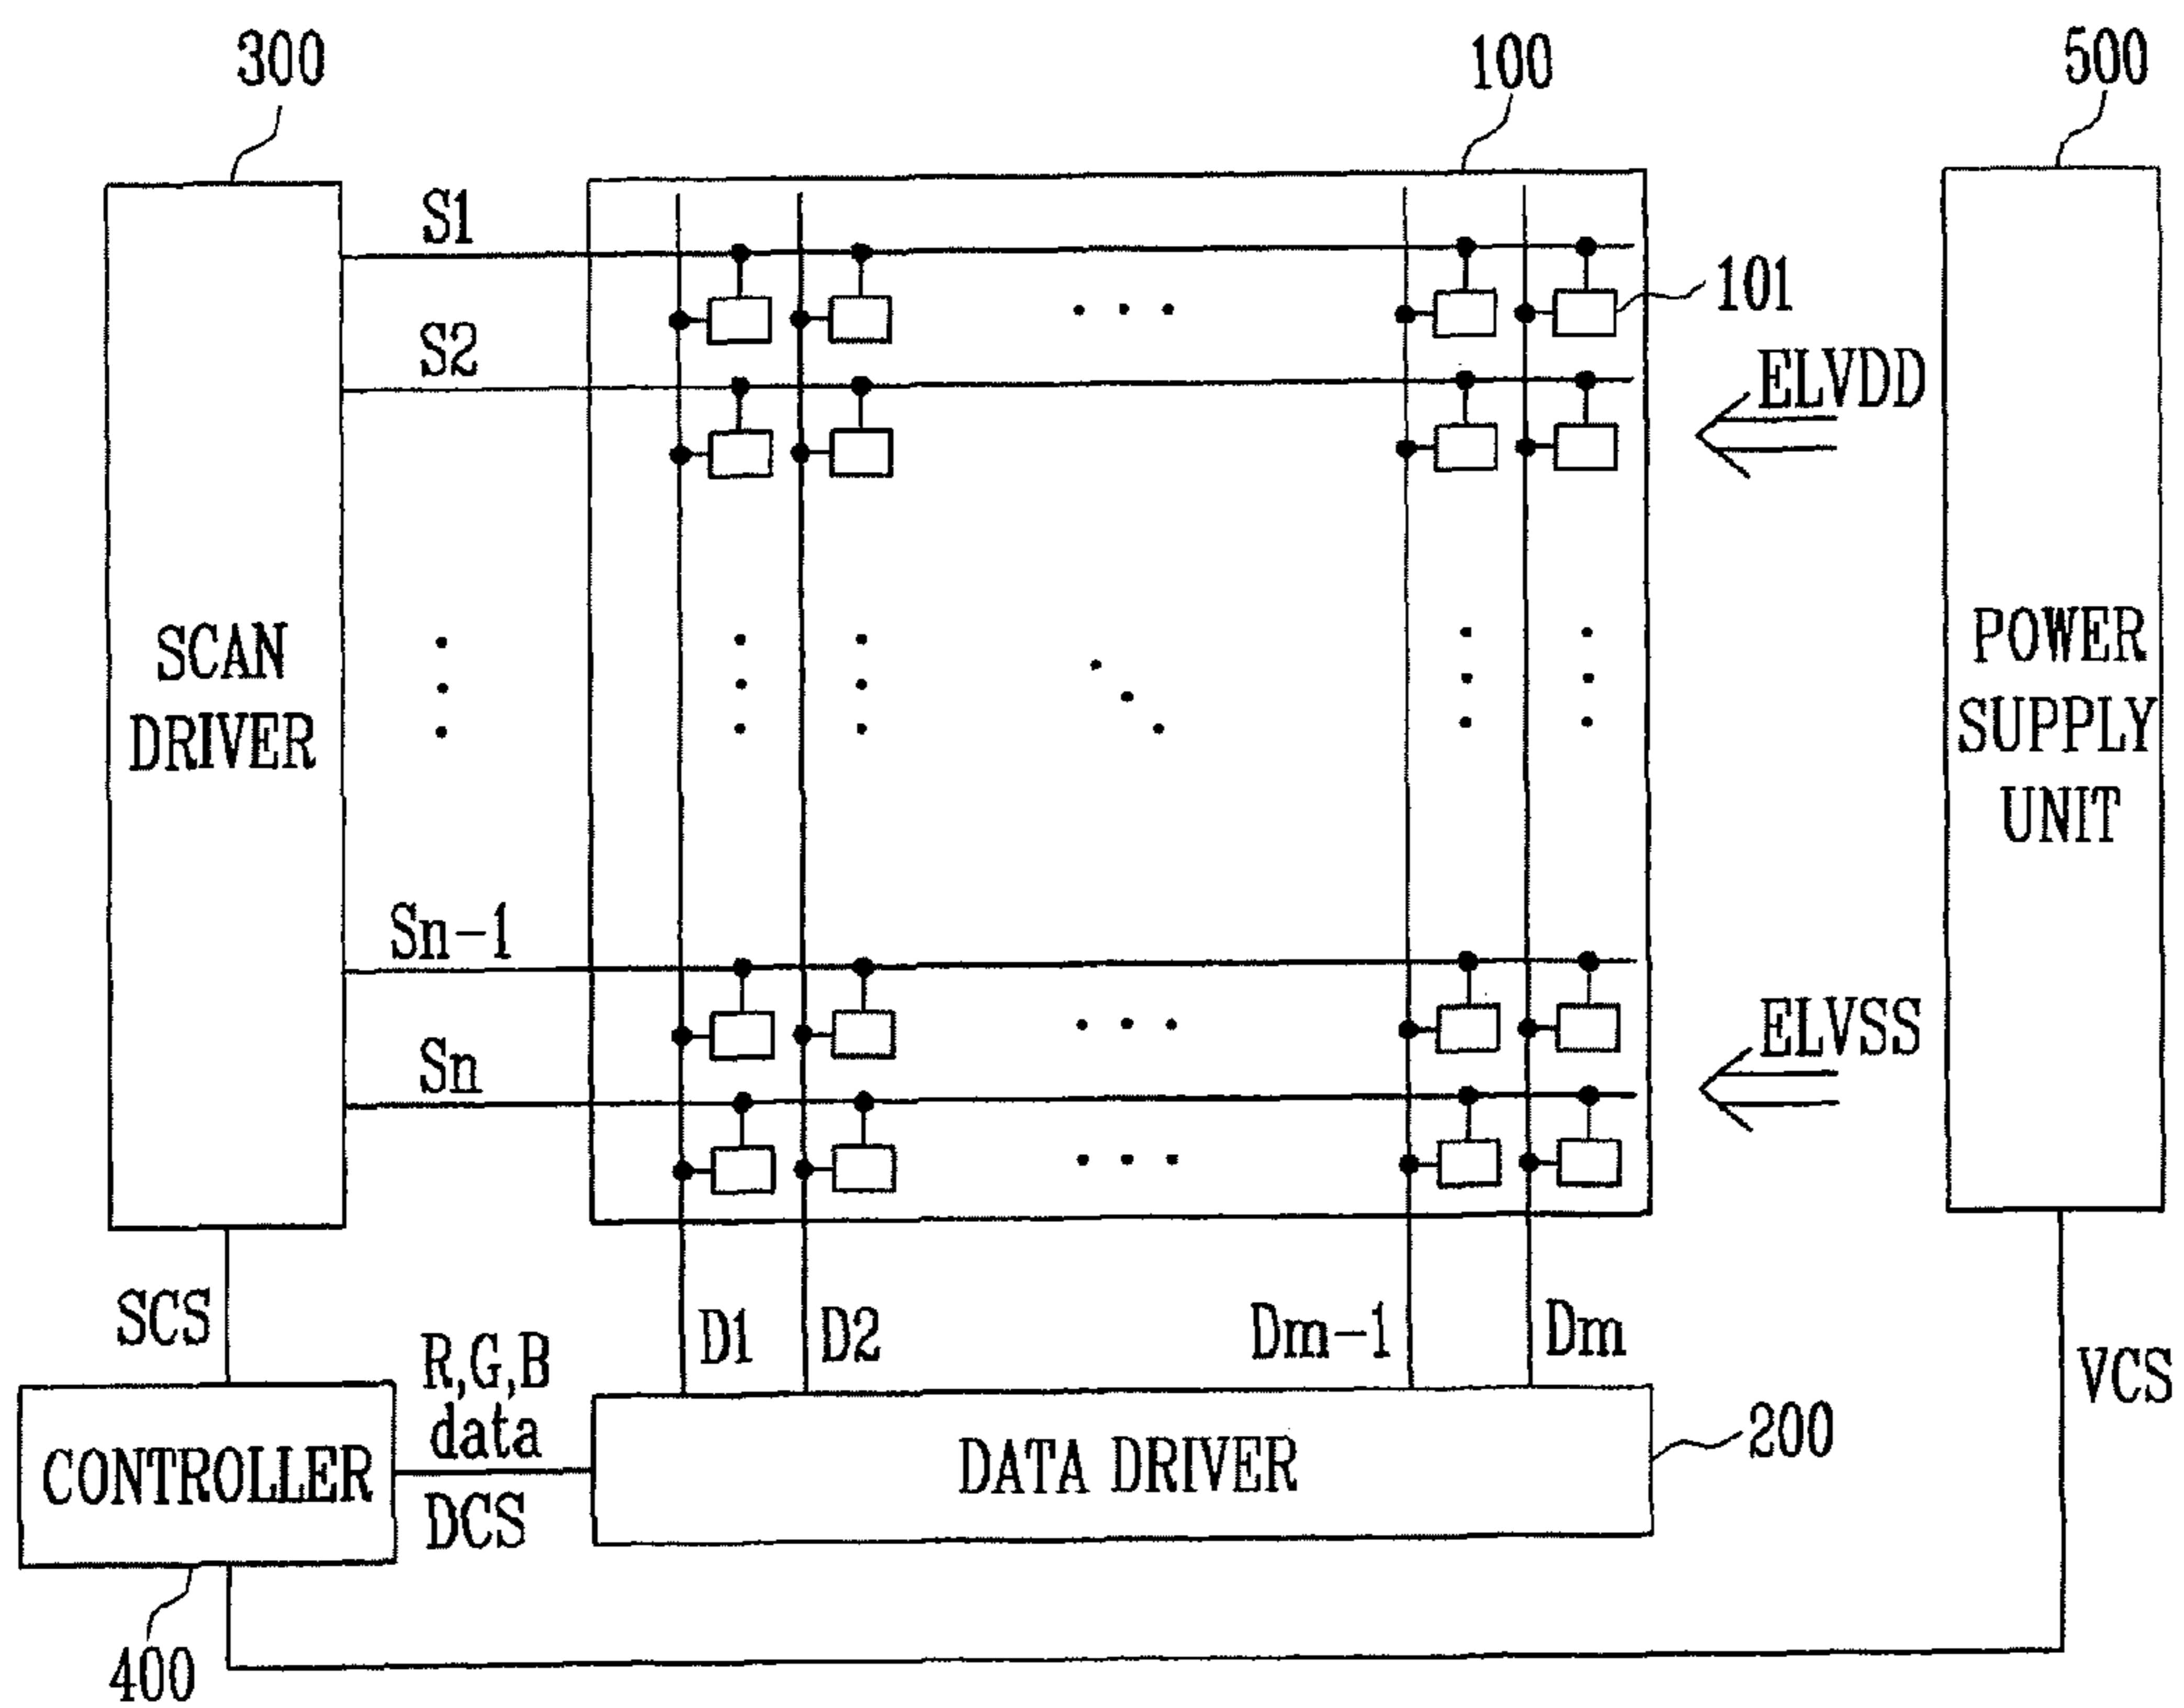 300
100
500
S1
101
S2
ELVDD
SCAN
DRIVER
POWER
SUPPLY
UNIT
Sn-1
ELVSS
Sn
SCS
R,G,B
data
DCS
D1
D2
Dm-1
Dm
VCS
CONTROLLER
DATA DRIVER
200
400